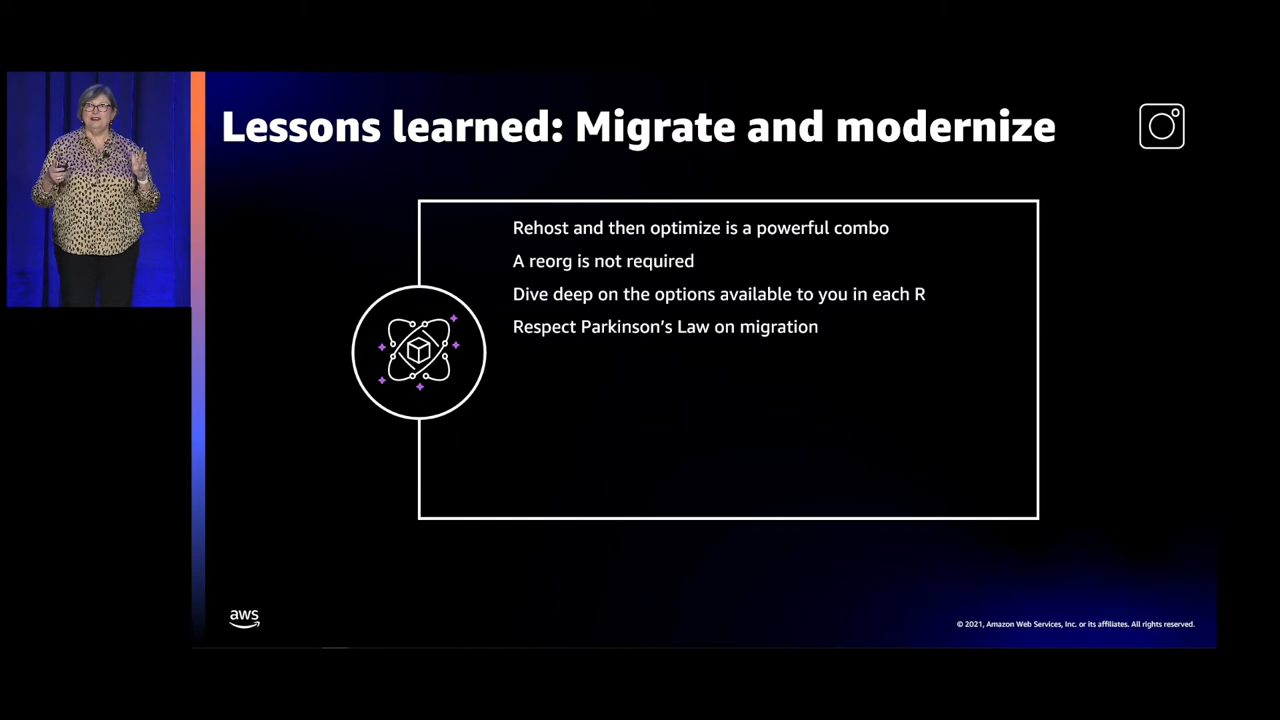 Lessons learned: Migrate and modernize
Rehost and then optimize is a powerful combo
A reorg is not required
Dive deep on the options available to you in each R
Respect Parkinson's Law on migration
aws
© 2021, Amazon Web Services, Inc. or its affiliates. All rights reserved.